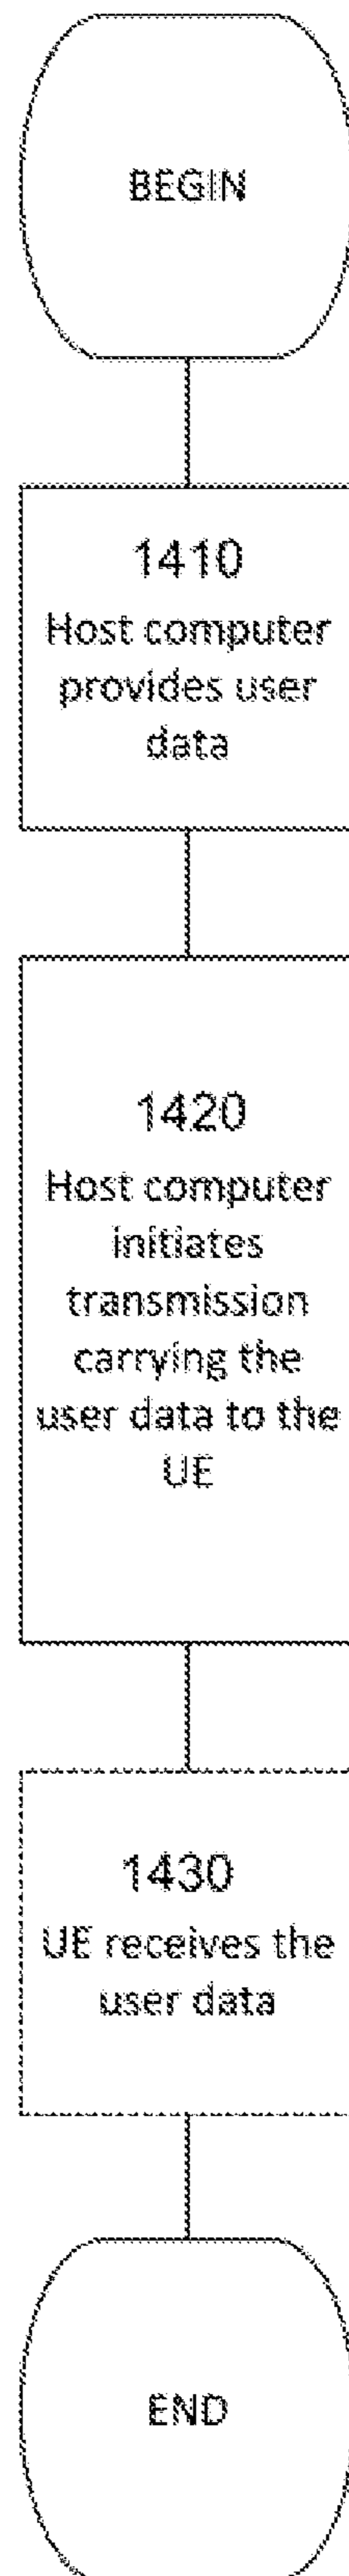 BEGIN
1410
Host computer
provides user
data
1420
Host computer
initiates
transmission
carrying the
user data to the
UE
1430
UE receives the
user data
END